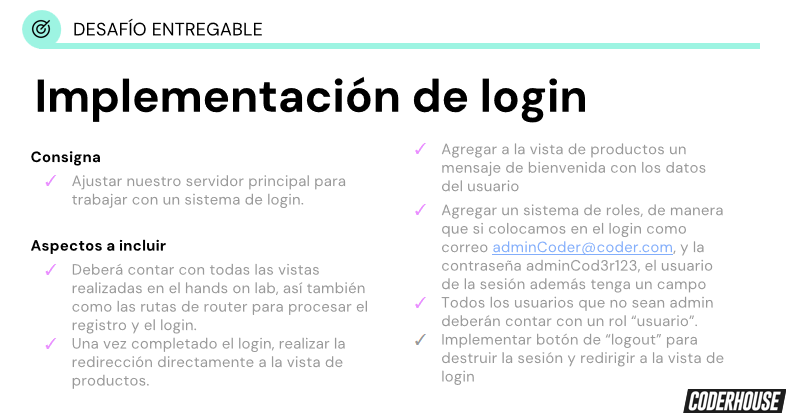 DESAFÍO ENTREGABLE
Implementación de login
Consigna
✓ Ajustar nuestro servidor principal para
trabajar con un sistema de login.
Aspectos a incluir
✓ Deberá contar con todas las vistas
realizadas en el hands on lab, así también
como las rutas de router para procesar el
registro y el login.
✓ Una vez completado el login, realizar la
redirección directamente a la vista de
productos.
✓ Agregar a la vista de productos un
mensaje de bienvenida con los datos
del usuario
✓ Agregar un sistema de roles, de manera
que si colocamos en el login como
correo adminCoder@coder.com, y la
contraseña adminCod3r123, el usuario
de la sesión además tenga un campo
✓ Todos los usuarios que no sean admin
deberán contar con un rol “usuario”.
✓ Implementar botón de “logout” para
destruir la sesión y redirigir a la vista de
login
CODERHOUSE